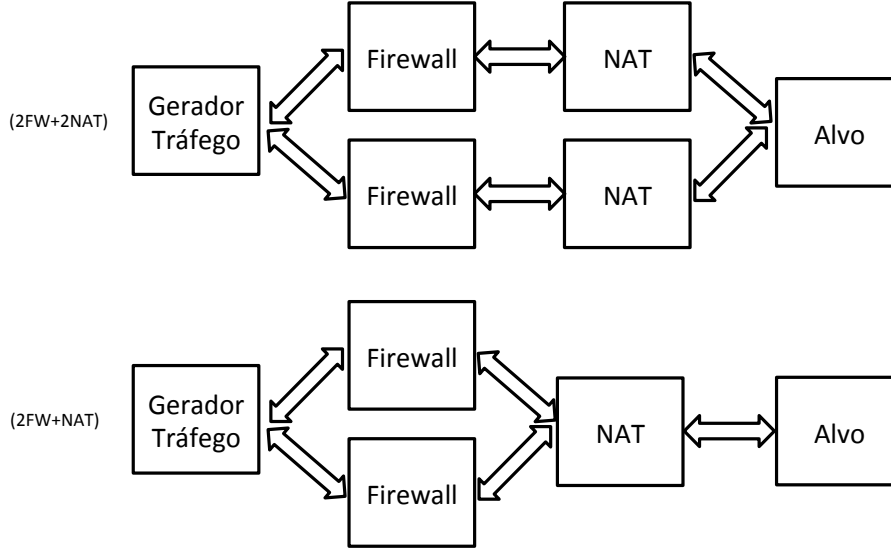 Firewall
NAT
Gerador
Tráfego
(2FW+2NAT)
Alvo
Firewall
NAT
Firewall
Gerador
Tráfego
(2FW+NAT)
NAT
Alvo
Firewall